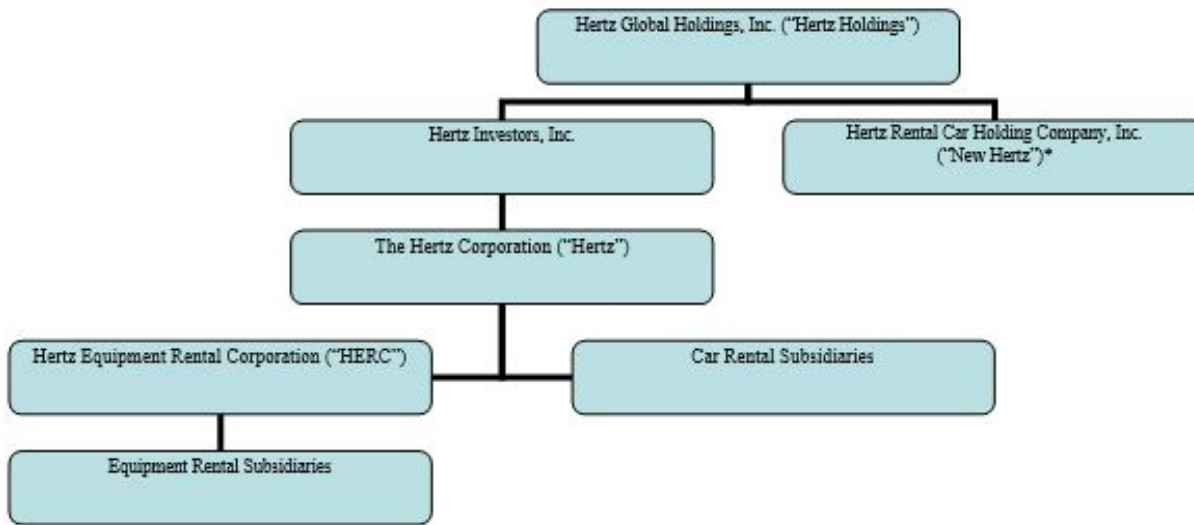 Hertz Global Holdings, Inc. (“Hertz Holdings”)
Hertz Investors, Inc.
Hertz Rental Car Holding Company, Inc.
(“New Hertz”)*
The Hertz Corporation (“Hertz”)
Hertz Equipment Rental Corporation (“HERC”)
Car Rental Subsidiaries
Equipment Rental Subsidiaries